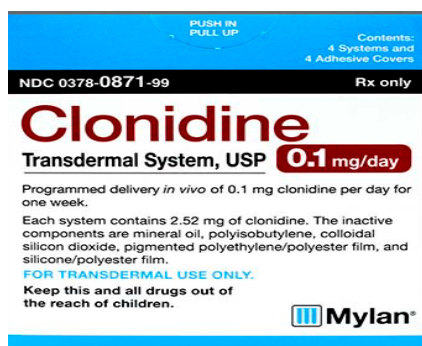 PUSH IN
PULL UP
Contents:
4 Systems and
4 Adhesive Covers
NDC 0378-0871-99
Rx only
Clonidine
Transdermal System, USP
0.1 mg/day
Programmed delivery in vivo of 0.1 mg clonidine per day for
one week.
Each system contains 2.52 mg of clonidine. The inactive
components are mineral oil, polyisobutylene, colloidal
silicon dioxide, pigmented polyethylene/polyester film, and
silicone/polyester film.
FOR TRANSDERMAL USE ONLY.
Keep this and all drugs out of
the reach of children.
Mylan®